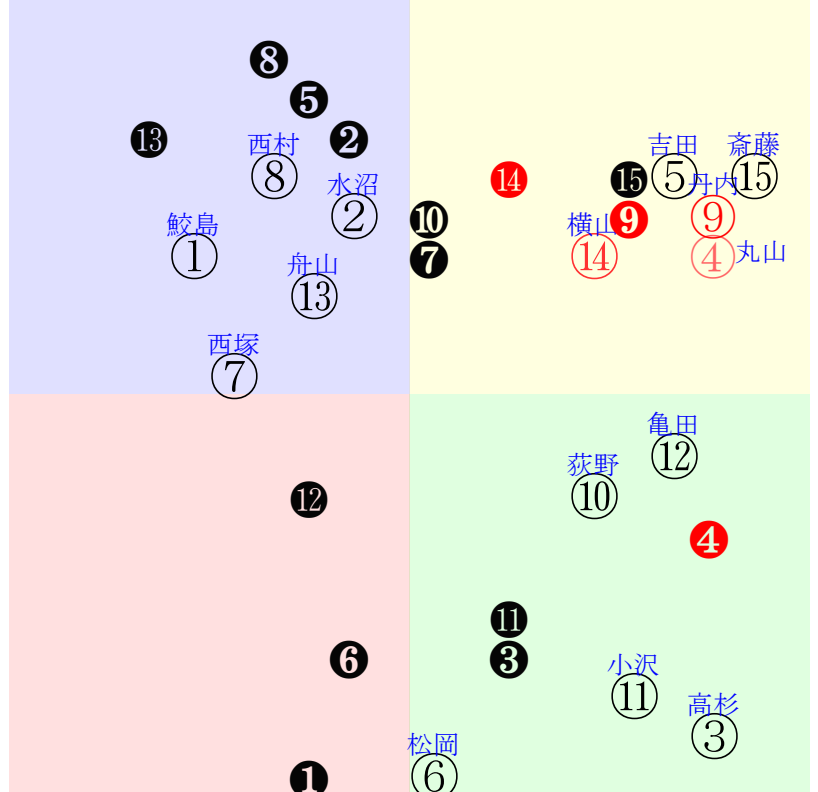 ❽
❺
⓭ 西村 ❷ 吉田 斎藤
⑧ 水沼 ⓮ ⓯ ⑤ 丹内 ⑮
鮫島 ② ❿ 横山 ❾ ⑨
① 舟山 ❼ ⑭ ④ 丸山
⑬
西塚
⑦
亀田
荻野 ⑫
⓬ ⑩
❹
⓫
❻ ❸ 小沢
⑪ 高杉
松岡 ③
❶ ⑥